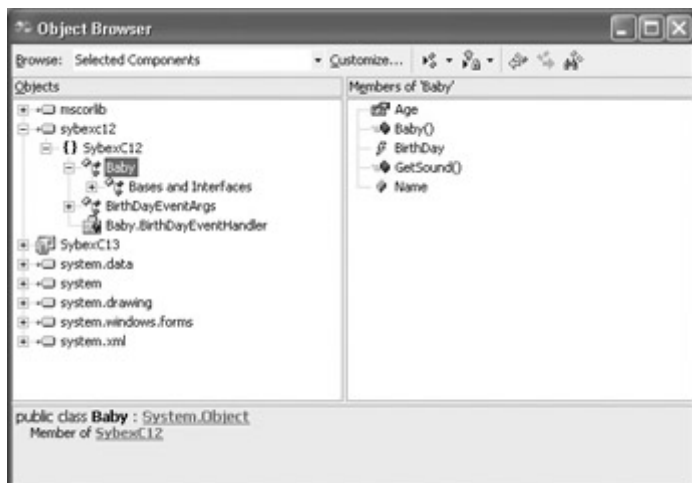 Object Browser
Browse: Selected Components Customize...
Objects
mscorlib
sybexc12
{} SybexC12
Baby
Bases and Interfaces
BirthDayEventArgs
Baby.BirthDayEventHandler
SybexC13
system.data
system
system.drawing
system.windows.forms
system.xml
Members of 'Baby'
Age
Baby()
BirthDay
GetSound()
Name
public class Baby : System.Object
Member of SybexC12